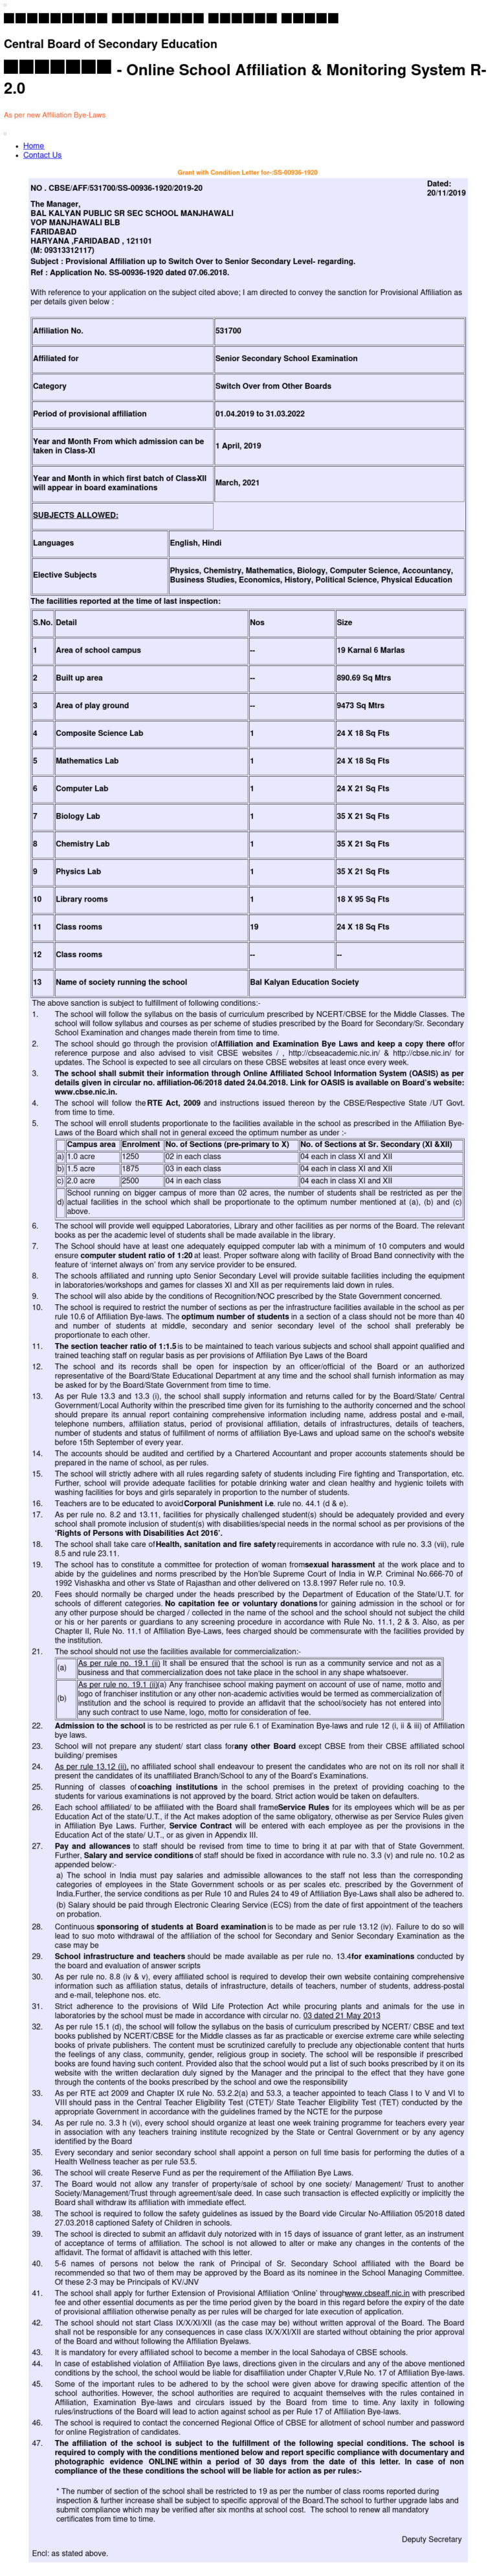 Central Board of Secondary Education
- Online School Affiliation & Monitoring System R-
2.0
As per new Affiliation Bye-Laws
Home
Contact Us
Grant with Condition Letter for-:SS-00936-1920
NO . CBSE/AFF/531700/SS-00936-1920/2019-20
Dated:
20/11/2019
The Manager,
BAL KALYAN PUBLIC SR SEC SCHOOL MANJHAWALI
VOP MANJHAWALI BLB
FARIDABAD
HARYANA ,FARIDABAD , 121101
(M: 09313312117)
Subject : Provisional Affiliation up to Switch Over to Senior Secondary Level- regarding.
Ref : Application No. SS-00936-1920 dated 07.06.2018.
With reference to your application on the subject cited above; I am directed to convey the sanction for Provisional Affiliation as
per details given below :
Affiliation No. 531700
Affiliated for Senior Secondary School Examination
Category Switch Over from Other Boards
Period of provisional affiliation 01.04.2019 to 31.03.2022
Year and Month From which admission can be
taken in Class-XI
1 April, 2019
Year and Month in which first batch of Class-XII
will appear in board examinations
March, 2021
SUBJECTS ALLOWED:
Languages English, Hindi
Elective Subjects
Physics, Chemistry, Mathematics, Biology, Computer Science, Accountancy,
Business Studies, Economics, History, Political Science, Physical Education
The facilities reported at the time of last inspection:
S.No. Detail Nos Size
1 Area of school campus -- 19 Karnal 6 Marlas
2 Built up area -- 890.69 Sq Mtrs
3 Area of play ground -- 9473 Sq Mtrs
4 Composite Science Lab 1 24 X 18 Sq Fts
5 Mathematics Lab 1 24 X 18 Sq Fts
6 Computer Lab 1 24 X 21 Sq Fts
7 Biology Lab 1 35 X 21 Sq Fts
8 Chemistry Lab 1 35 X 21 Sq Fts
9 Physics Lab 1 35 X 21 Sq Fts
10 Library rooms 1 18 X 95 Sq Fts
11 Class rooms 19 24 X 18 Sq Fts
12 Class rooms -- --
13 Name of society running the school Bal Kalyan Education Society
The above sanction is subject to fulfillment of following conditions:-
1. The school will follow the syllabus on the basis of curriculum prescribed by NCERT/CBSE for the Middle Classes. The
school will follow syllabus and courses as per scheme of studies prescribed by the Board for Secondary/Sr. Secondary
School Examination and changes made therein from time to time.
2. The school should go through the provision of Affiliation and Examination Bye Laws and keep a copy there of for
reference purpose and also advised to visit CBSE websites / , http://cbseacademic.nic.in/ & http://cbse.nic.in/ for
updates. The School is expected to see all circulars on these CBSE websites at least once every week.
3. The school shall submit their information through Online Affiliated School Information System (OASIS) as per
details given in circular no. affiliation-06/2018 dated 24.04.2018. Link for OASIS is available on Board's website:
www.cbse.nic.in.
4. The school will follow the RTE Act, 2009 and instructions issued thereon by the CBSE/Respective State /UT Govt.
from time to time.
5. The school will enroll students proportionate to the facilities available in the school as prescribed in the Affiliation Bye-
Laws of the Board which shall not in general exceed the optimum number as under :-
Campus area Enrolment No. of Sections (pre-primary to X) No. of Sections at Sr. Secondary (XI &XII)
a) 1.0 acre 1250 02 in each class 04 each in class XI and XII
b) 1.5 acre 1875 03 in each class 04 each in class XI and XII
c) 2.0 acre 2500 04 in each class 04 each in class XI and XII
d) School running on bigger campus of more than 02 acres, the number of students shall be restricted as per the
actual facilities in the school which shall be proportionate to the optimum number mentioned at (a), (b) and (c)
above.
6. The school will provide well equipped Laboratories, Library and other facilities as per norms of the Board. The relevant
books as per the academic level of students shall be made available in the library.
7. The School should have at least one adequately equipped computer lab with a minimum of 10 computers and would
ensure computer student ratio of 1:20 at least. Proper software along with facility of Broad Band connectivity with the
feature of 'internet always on' from any service provider to be ensured.
8. The schools affiliated and running upto Senior Secondary Level will provide suitable facilities including the equipment
in laboratories/workshops and games for classes XI and XII as per requirements laid down in rules.
9. The school will also abide by the conditions of Recognition/NOC prescribed by the State Government concerned.
10. The school is required to restrict the number of sections as per the infrastructure facilities available in the school as per
rule 10.6 of Affiliation Bye-laws. The optimum number of students in a section of a class should not be more than 40
and number of students at middle, secondary and senior secondary level of the school shall preferably be
proportionate to each other.
11. The section teacher ratio of 1:1.5 is to be maintained to teach various subjects and school shall appoint qualified and
trained teaching staff on regular basis as per provisions of Affiliation Bye Laws of the Board
12. The school and its records shall be open for inspection by an officer/official of the Board or an authorized
representative of the Board/State Educational Department at any time and the school shall furnish information as may
be asked for by the Board/State Government from time to time.
13. As per Rule 13.3 and 13.3 (i), the school shall supply information and returns called for by the Board/State/ Central
Government/Local Authority within the prescribed time given for its furnishing to the authority concerned and the school
should prepare its annual report containing comprehensive information including name, address postal and e-mail,
telephone numbers, affiliation status, period of provisional affiliation, details of infrastructures, details of teachers,
number of students and status of fulfillment of norms of affiliation Bye-Laws and upload same on the school's website
before 15th September of every year.
14. The accounts should be audited and certified by a Chartered Accountant and proper accounts statements should be
prepared in the name of school, as per rules.
15. The school will strictly adhere with all rules regarding safety of students including Fire fighting and Transportation, etc.
Further, school will provide adequate facilities for potable drinking water and clean healthy and hygienic toilets with
washing facilities for boys and girls separately in proportion to the number of students.
16. Teachers are to be educated to avoid Corporal Punishment i.e. rule no. 44.1 (d & e).
17. As per rule no. 8.2 and 13.11, facilities for physically challenged student(s) should be adequately provided and every
school shall promote inclusion of student(s) with disabilities/special needs in the normal school as per provisions of the
'Rights of Persons with Disabilities Act 2016'.
18. The school shall take care of Health, sanitation and fire safety requirements in accordance with rule no. 3.3 (vii), rule
8.5 and rule 23.11.
19. The school has to constitute a committee for protection of woman from sexual harassment at the work place and to
abide by the guidelines and norms prescribed by the Hon'ble Supreme Court of India in W.P. Criminal No.666-70 of
1992 Vishaskha and other vs State of Rajasthan and other delivered on 13.8.1997 Refer rule no. 10.9.
20. Fees should normally be charged under the heads prescribed by the Department of Education of the State/U.T. for
schools of different categories. No capitation fee or voluntary donations for gaining admission in the school or for
any other purpose should be charged / collected in the name of the school and the school should not subject the child
or his or her parents or guardians to any screening procedure in accordance with Rule No. 11.1, 2 & 3. Also, as per
Chapter II, Rule No. 11.1 of Affiliation Bye-Laws, fees charged should be commensurate with the facilities provided by
the institution.
21. The school should not use the facilities available for commercialization:-
(a) As per rule no. 19.1 (ii) It shall be ensured that the school is run as a community service and not as a
business and that commercialization does not take place in the school in any shape whatsoever.
(b) As per rule no. 19.1 (ii)(a) Any franchisee school making payment on account of use of name, motto and
logo of franchiser institution or any other non-academic activities would be termed as commercialization of
institution and the school is required to provide an affidavit that the school/society has not entered into
any such contract to use Name, logo, motto for consideration of fee.
22. Admission to the school is to be restricted as per rule 6.1 of Examination Bye-laws and rule 12 (i, ii & iii) of Affiliation
bye laws.
23. School will not prepare any student/ start class for any other Board except CBSE from their CBSE affiliated school
building/ premises
24. As per rule 13.12 (ii), no affiliated school shall endeavour to present the candidates who are not on its roll nor shall it
present the candidates of its unaffiliated Branch/School to any of the Board's Examinations.
25. Running of classes of coaching institutions in the school premises in the pretext of providing coaching to the
students for various examinations is not approved by the board. Strict action would be taken on defaulters.
26. Each school affiliated/ to be affiliated with the Board shall frame Service Rules for its employees which will be as per
Education Act of the state/U.T., if the Act makes adoption of the same obligatory, otherwise as per Service Rules given
in Affiliation Bye Laws. Further, Service Contract will be entered with each employee as per the provisions in the
Education Act of the state/ U.T., or as given in Appendix III.
27. Pay and allowances to staff should be revised from time to time to bring it at par with that of State Government.
Further, Salary and service conditions of staff should be fixed in accordance with rule no. 3.3 (v) and rule no. 10.2 as
appended below:-
a) The school in India must pay salaries and admissible allowances to the staff not less than the corresponding
categories of employees in the State Government schools or as per scales etc. prescribed by the Government of
India.Further, the service conditions as per Rule 10 and Rules 24 to 49 of Affiliation Bye-Laws shall also be adhered to.
(b) Salary should be paid through Electronic Clearing Service (ECS) from the date of first appointment of the teachers
on probation.
28. Continuous sponsoring of students at Board examination is to be made as per rule 13.12 (iv). Failure to do so will
lead to suo moto withdrawal of the affiliation of the school for Secondary and Senior Secondary Examination as the
case may be
29. School infrastructure and teachers should be made available as per rule no. 13.4 for examinations conducted by
the board and evaluation of answer scripts
30. As per rule no. 8.8 (iv & v), every affiliated school is required to develop their own website containing comprehensive
information such as affiliation status, details of infrastructure, details of teachers, number of students, address-postal
and e-mail, telephone nos. etc.
31. Strict adherence to the provisions of Wild Life Protection Act while procuring plants and animals for the use in
laboratories by the school must be made in accordance with circular no. 03 dated 21 May 2013
32. As per rule 15.1 (d), the school will follow the syllabus on the basis of curriculum prescribed by NCERT/ CBSE and text
books published by NCERT/CBSE for the Middle classes as far as practicable or exercise extreme care while selecting
books of private publishers. The content must be scrutinized carefully to preclude any objectionable content that hurts
the feelings of any class, community, gender, religious group in society. The school will be responsible if prescribed
books are found having such content. Provided also that the school would put a list of such books prescribed by it on its
website with the written declaration duly signed by the Manager and the principal to the effect that they have gone
through the contents of the books prescribed by the school and owe the responsibility
33. As per RTE act 2009 and Chapter IX rule No. 53.2.2(a) and 53.3, a teacher appointed to teach Class I to V and VI to
VIII should pass in the Central Teacher Eligibility Test (CTET)/ State Teacher Eligibility Test (TET) conducted by the
appropriate Government in accordance with the guidelines framed by the NCTE for the purpose
34. As per rule no. 3.3 h (vi), every school should organize at least one week training programme for teachers every year
in association with any teachers training institute recognized by the State or Central Government or by any agency
identified by the Board
35. Every secondary and senior secondary school shall appoint a person on full time basis for performing the duties of a
Health Wellness teacher as per rule 53.5.
36. The school will create Reserve Fund as per the requirement of the Affiliation Bye Laws.
37. The Board would not allow any transfer of property/sale of school by one society/ Management/ Trust to another
Society/Management/Trust through agreement/sale deed. In case such transaction is effected explicitly or implicitly the
Board shall withdraw its affiliation with immediate effect.
38. The school is required to follow the safety guidelines as issued by the Board vide Circular No-Affiliation 05/2018 dated
27.03.2018 captioned Safety of Children in schools.
39. The school is directed to submit an affidavit duly notorized with in 15 days of issuance of grant letter, as an instrument
of acceptance of terms of affiliation. The school is not allowed to alter or make any changes in the contents of the
affidavit. The format of affidavit is attached with this letter.
40. 5-6 names of persons not below the rank of Principal of Sr. Secondary School affiliated with the Board be
recommended so that two of them may be approved by the Board as its nominee in the School Managing Committee.
Of these 2-3 may be Principals of KV/JNV
41. The school shall apply for further Extension of Provisional Affiliation 'Online' through www.cbseaff.nic.in with prescribed
fee and other essential documents as per the time period given by the board in this regard before the expiry of the date
of provisional affiliation otherwise penalty as per rules will be charged for late execution of application.
42. The school should not start Class IX/X/XI/XII (as the case may be) without written approval of the Board. The Board
shall not be responsible for any consequences in case class IX/X/XI/XII are started without obtaining the prior approval
of the Board and without following the Affiliation Byelaws.
43. It is mandatory for every affiliated school to become a member in the local Sahodaya of CBSE schools.
44. In case of established violation of Affiliation Bye laws, directions given in the circulars and any of the above mentioned
conditions by the school, the school would be liable for disaffiliation under Chapter V,Rule No. 17 of Affiliation Bye-laws.
45. Some of the important rules to be adhered to by the school were given above for drawing specific attention of the
school authorities. However, the school authorities are required to acquaint themselves with the rules contained in
Affiliation, Examination Bye-laws and circulars issued by the Board from time to time. Any laxity in following
rules/instructions of the Board will lead to action against school as per Rule 17 of Affiliation Bye-laws.
46. The school is required to contact the concerned Regional Office of CBSE for allotment of school number and password
for online Registration of candidates.
47. The affiliation of the school is subject to the fulfillment of the following special conditions. The school is
required to comply with the conditions mentioned below and report specific compliance with documentary and
photographic evidence ONLINE within a period of 30 days from the date of this letter. In case of non
compliance of these conditions the school will be liable for action as per rules:-
* The number of section of the school shall be restricted to 19 as per the number of class rooms reported during
inspection & further increase shall be subject to specific approval of the Board.The school to further upgrade labs and
submit compliance which may be verified after six months at school cost. The school to renew all mandatory
certificates from time to time.
Deputy Secretary
Encl: as stated above.